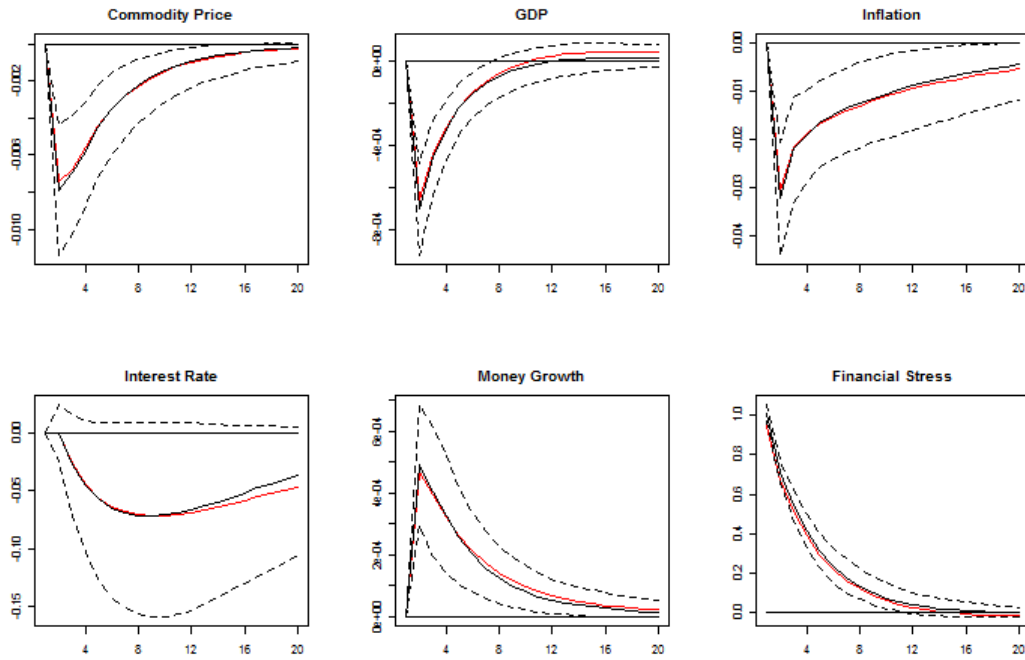 Commodity Price
-0.002
-0.006
-0.010
4 8 12 16 20
GDP
0e+00
-4e-04
-8e-04
4 8 12 16 20
Inflation
0.00
-0.01
-0.02
-0.03
-0.04
4 8 12 16 20
Interest Rate
0.00
-0.05
-0.10
-0.15
4 8 12 16 20
Money Growth
6e-04
4e-04
2e-04
0e+00
4 8 12 16 20
Financial Stress
1.0
0.8
0.6
0.4
0.2
0.0
4 8 12 16 20